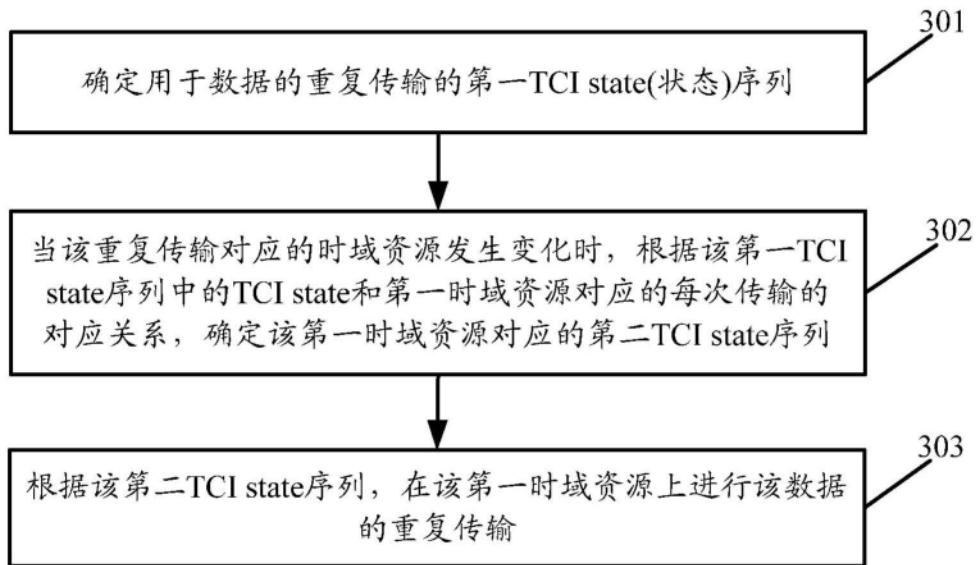 301
确定用于数据的重复传输的第一TCI state(状态)序列
当该重复传输对应的时域资源发生变化时，根据该第一TCI
302
state序列中的TCI state和第一时域资源对应的每次传输的
对应关系，确定该第一时域资源对应的第二TCI state序列
303
根据该第二TCI state序列，在该第一时域资源上进行该数据
的重复传输